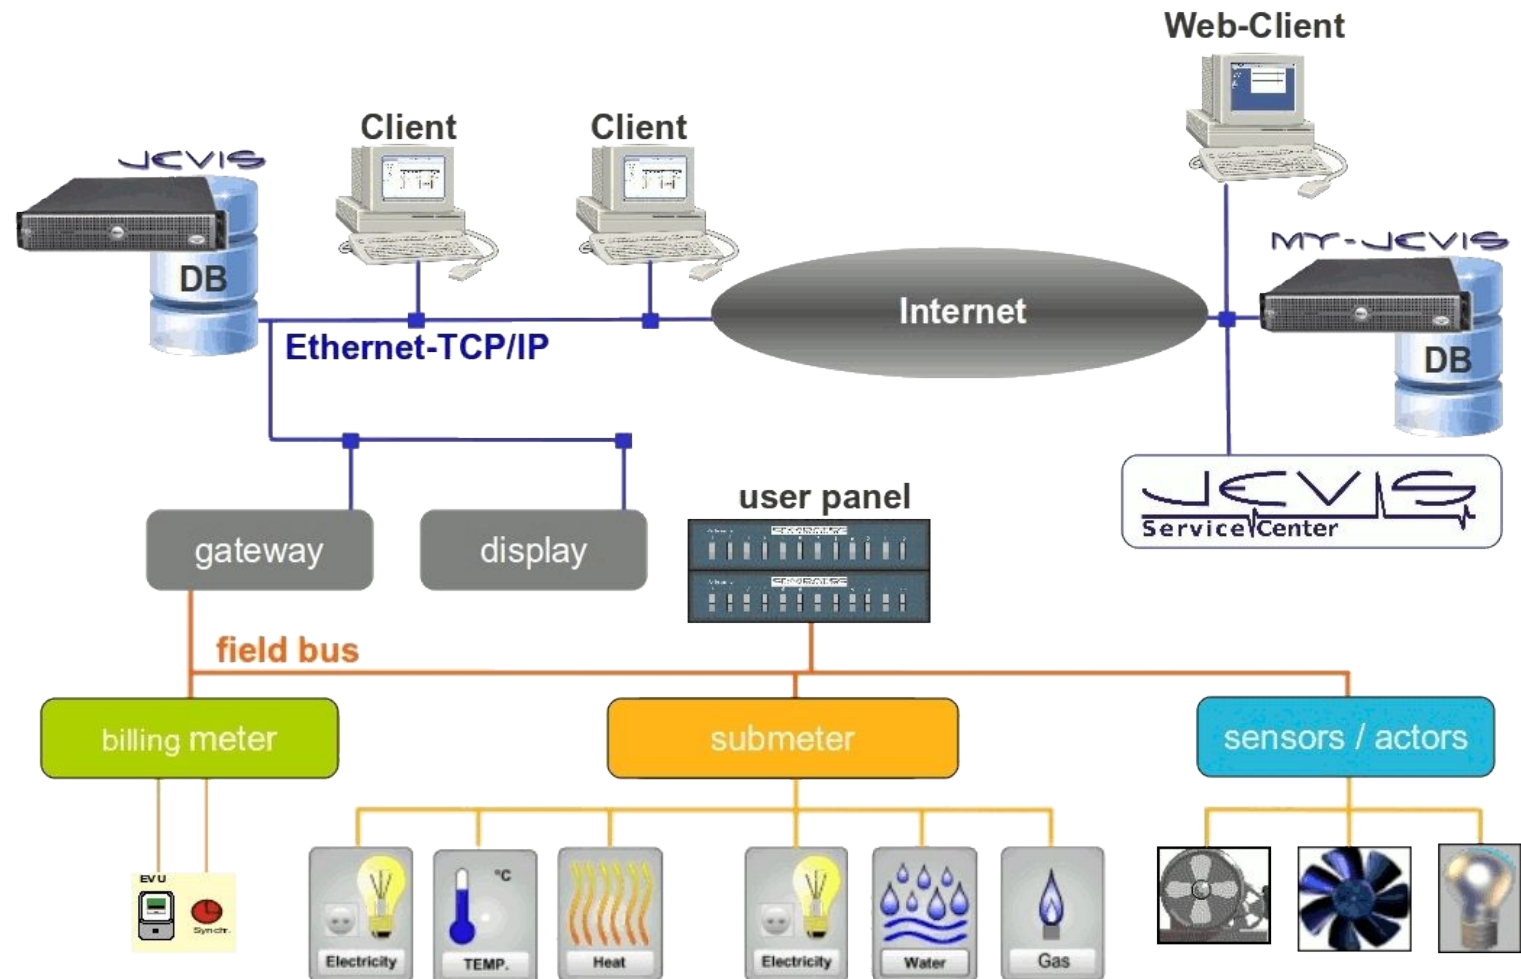 Web-Client
Client
Client
JEVIS
MY-JEVIS
DB
Internet
Ethernet-TCP/IP
DB
user panel
JEVIS
Service Center
gateway
display
field bus
billing meter
submeter
sensors / actors
EVU
Synchr.
°C
Electricity
TEMP.
Heat
Electricity
Water
Gas